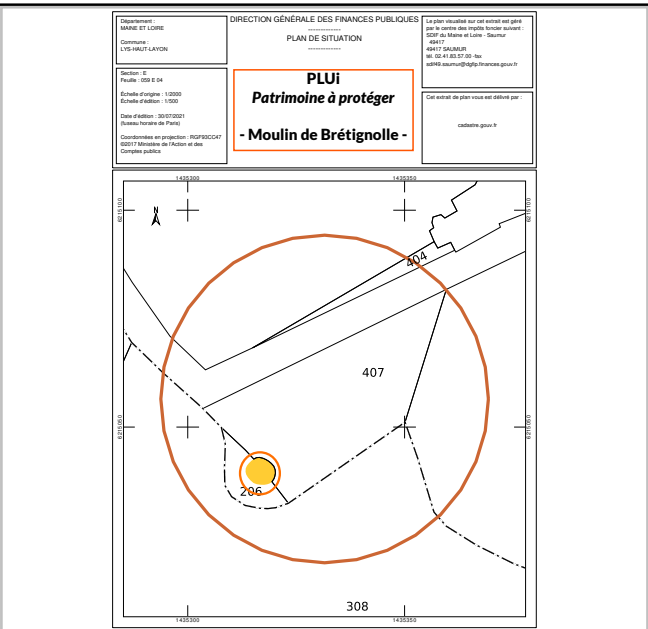 Département :
MAINE ET LOIRE
Commune :
LYS-HAUT-LAYON
Section : E
Feuille : 059 E 04
Échelle d'origine : 1/2000
Échelle d'édition : 1/500
Date d'édition : 30/07/2021
(fuseau horaire de Paris)
Coordonnées en projection : RGF93CC47
©2017 Ministère de l'Action et des
Comptes publics
DIRECTION GÉNÉRALE DES FINANCES PUBLIQUES
-------------
PLAN DE SITUATION
-------------
PLUi
Patrimoine à protéger
- Moulin de Brétignolle -
Le plan visualisé sur cet extrait est géré
par le centre des impôts foncier suivant :
SDIF du Maine et Loire - Saumur
49417
49417 SAUMUR
tél. 02.41.83.57.00 -fax
sdif49.saumur@dgfip.finances.gouv.fr
Cet extrait de plan vous est délivré par :
cadastre.gouv.fr
1435300
1435350
6215100
6215100
N
404
407
6215050
6215050
206
308
1435300
1435350